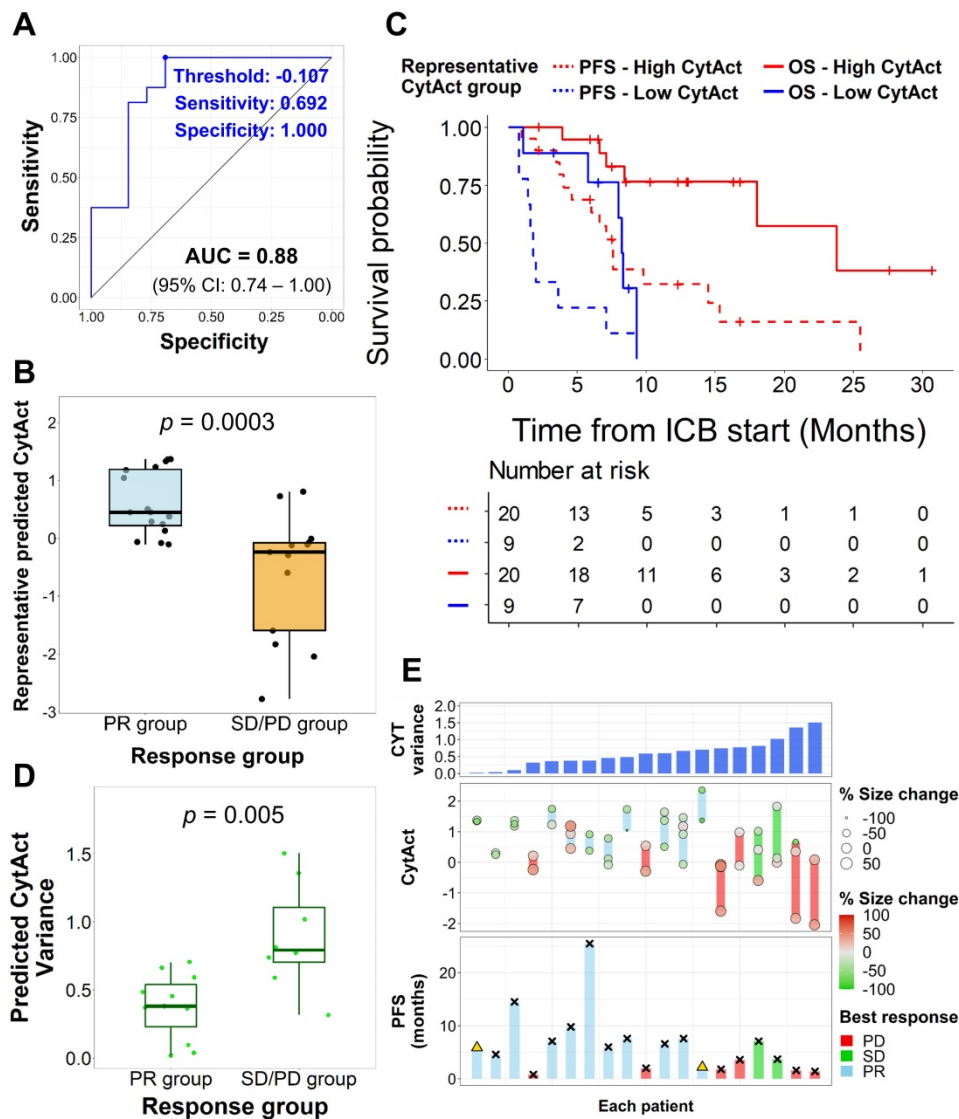 A
Sensitivity
1.00
0.75
0.50
0.25
0.00
Threshold: -0.107
Sensitivity: 0.692
Specificity: 1.000
AUC = 0.88
(95% CI: 0.74 – 1.00)
1.00 0.75 0.50 0.25 0.00
Specificity
B
Representative predicted CytAct
2
1
0
-1
-2
-3
p = 0.0003
PR group SD/PD group
Response group
C
Representative
CytAct group
PFS - High CytAct OS - High CytAct
PFS - Low CytAct OS - Low CytAct
Survival probability
1.00
0.75
0.50
0.25
0.00
0 5 10 15 20 25 30
Time from ICB start (Months)
Number at risk
20 13 5 3 1 1 0
9 2 0 0 0 0 0
20 18 11 6 3 2 1
9 7 0 0 0 0 0
D
Predicted CytAct
Variance
1.5
1.0
0.5
0.0
p = 0.005
PR group SD/PD group
Response group
E
CYT
variance
2.0
1.5
1.0
0.5
0.0
CytAct
2
1
0
-1
-2
PFS
(months)
20
10
0
Each patient
% Size change
-100
-50
0
50
% Size change
100
50
0
-50
-100
Best response
PD
SD
PR